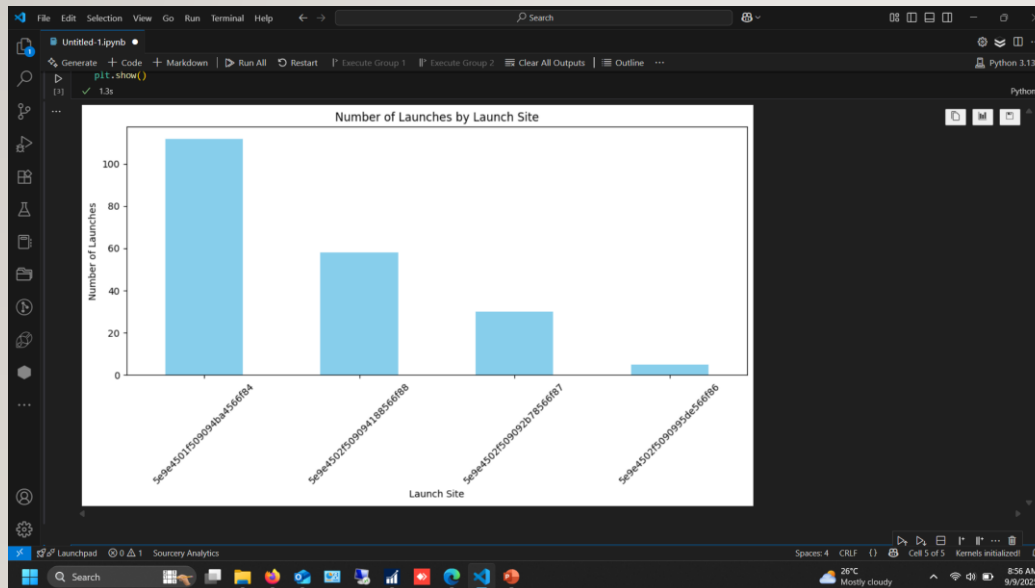 File Edit Selection View Go Run Terminal Help
Search
Untitled-1.ipynb
Generate + Code + Markdown Run All Restart Execute Group 1 Execute Group 2 Clear All Outputs Outline ... Python 3.13
plt.show()
[3] 1.3s Python
Number of Launches by Launch Site
Number of Launches
100
80
60
40
20
0
5e9e4501f509094ba4566f84
5e9e4502f509094188566f88
5e9e4502f509092b78566f87
5e9e4502f5090995de566f86
Launch Site
Launchpad 0 1 Sourcery Analytics Spaces: 4 CRLF {} Cell 5 of 5 Kernels initialized!
Search
26°C
Mostly cloudy
8:56 AM